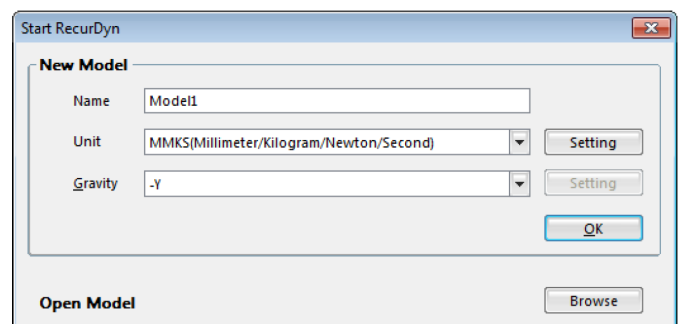 Start RecurDyn
New Model
Name Model1
Unit MMKS(Millimeter/Kilogram/Newton/Second) Setting
Gravity -Y Setting
OK
Open Model Browse